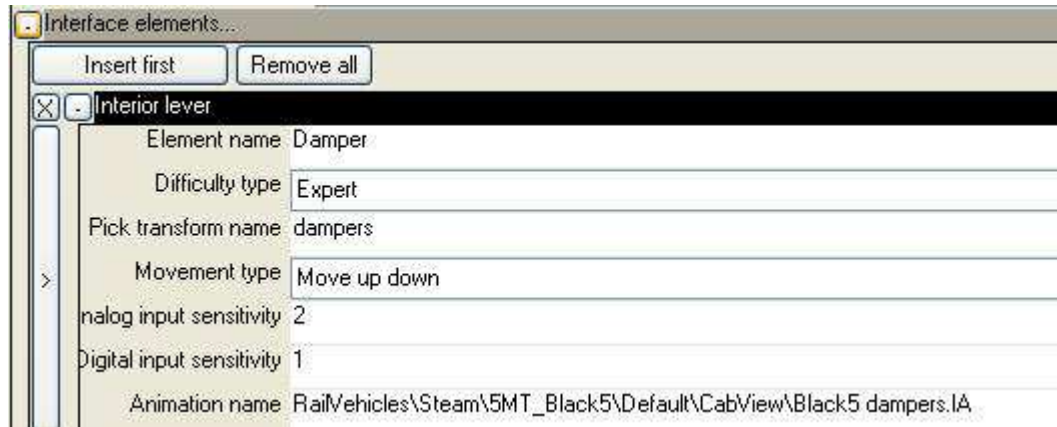 - Interface elements...
Insert first Remove all
X - Interior lever
Element name Damper
Difficulty type Expert
Pick transform name dampers
Movement type Move up down
nalog input sensitivity 2
Digital input sensitivity 1
> Animation name RailVehicles\Steam\5MT_Black5\Default\CabView\Black5 dampers.IA